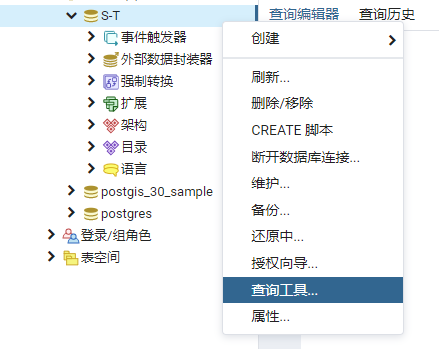 S-T
事件触发器
外部数据封装器
强制转换
扩展
架构
目录
语言
postgis_30_sample
postgres
登录/组角色
表空间
查询编辑器 查询历史
创建
刷新...
删除/移除
CREATE 脚本
断开数据库连接...
维护...
备份...
还原中...
授权向导...
查询工具...
属性...